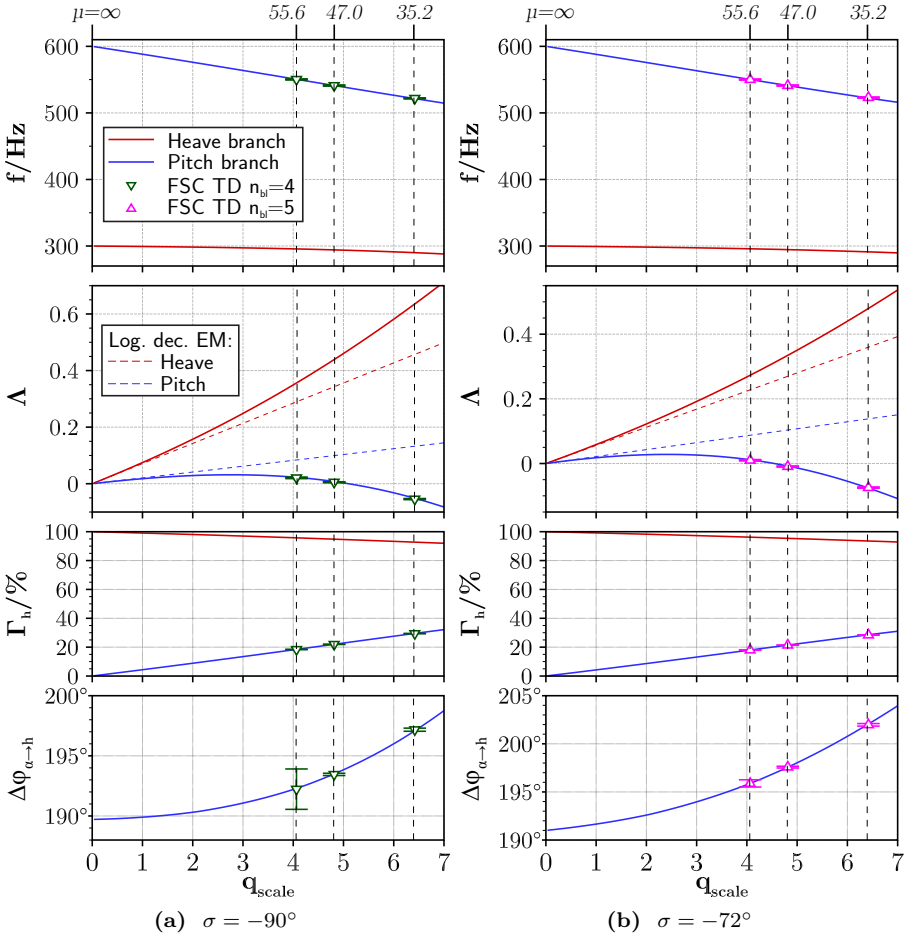 μ=∞ 55.6 47.0 35.2
μ=∞ 55.6 47.0 35.2
600
500
400
300
f/Hz
Heave branch
Pitch branch
FSC TD n_bl=4
FSC TD n_bl=5
600
500
400
300
f/Hz
0.6
0.4
0.2
0
Λ
Log. dec. EM:
Heave
Pitch
0.4
0.2
0
Λ
100
80
60
40
20
0
Γ_h/%
100
80
60
40
20
0
Γ_h/%
200°
195°
190°
Δφ_α→h
0 1 2 3 4 5 6 7
q_scale
205°
200°
195°
190°
Δφ_α→h
0 1 2 3 4 5 6 7
q_scale
(a) σ = −90°
(b) σ = −72°